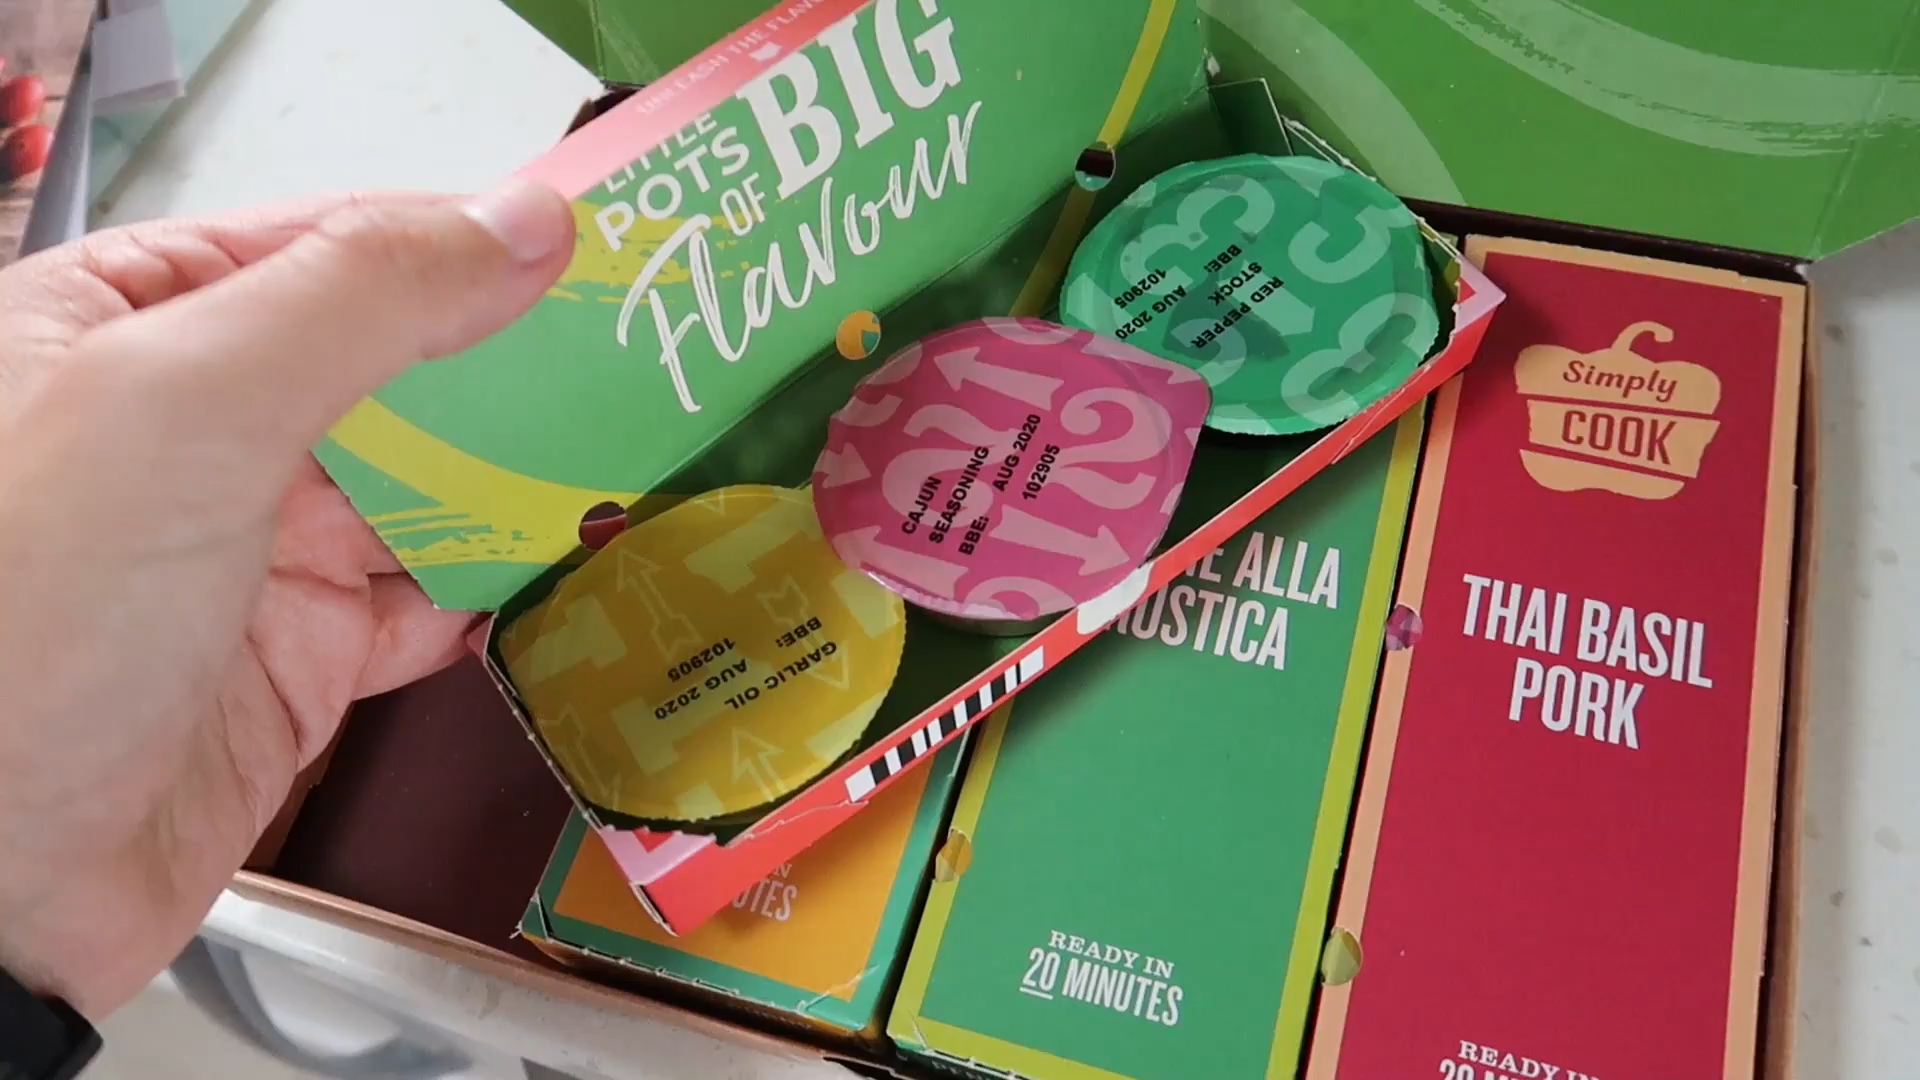 UNLEASH THE FLAV
LITTLE
POTS
OF
BIG
Flavour
RED PEPPER
STOCK
BBE: AUG 2020
102905
CAJUN
SEASONING
BBE: AUG 2020
102905
GARLIC OIL
BBE: AUG 2020
102905
Simply
COOK
THAI BASIL
PORK
READY IN
E ALLA
RUSTICA
READY IN
20 MINUTES